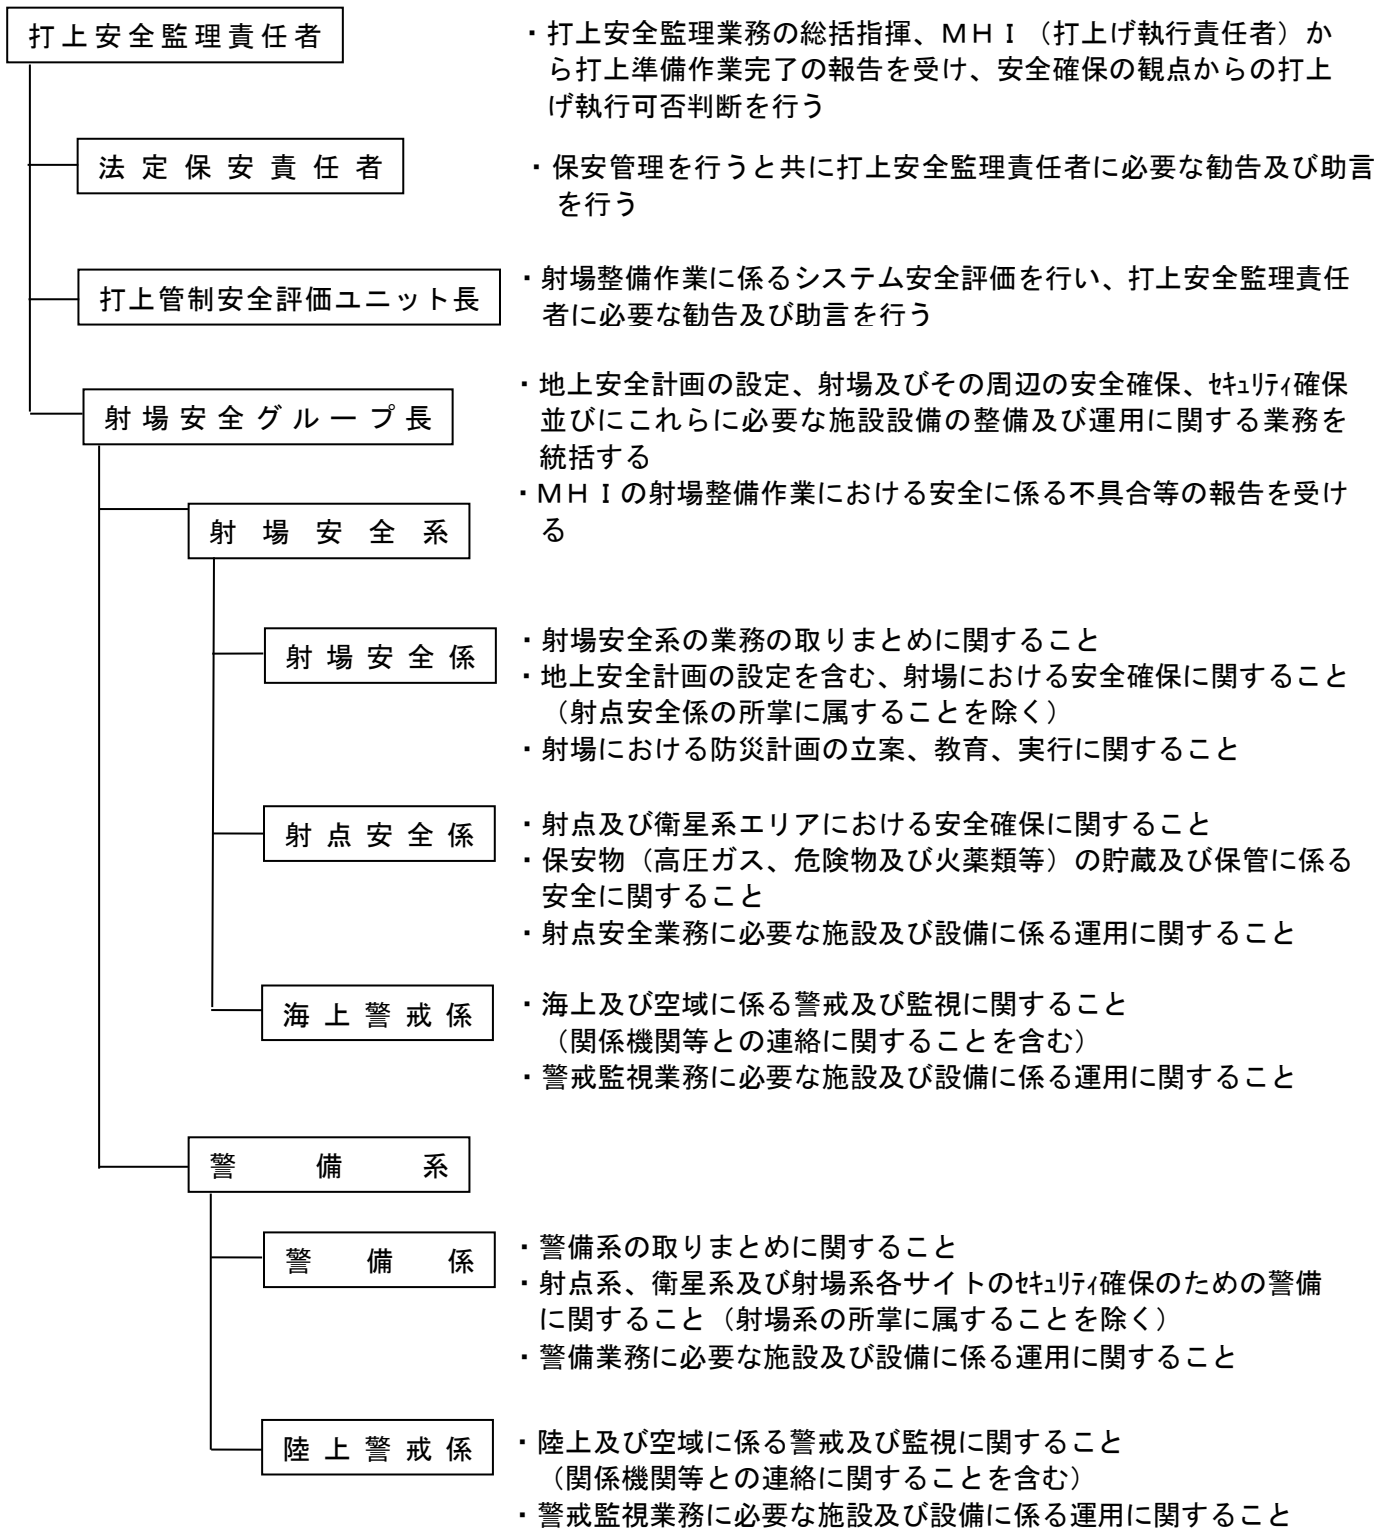 打上安全監理責任者
・打上安全監理業務の総括指揮、ＭＨＩ（打上げ執行責任者）か
ら打上準備作業完了の報告を受け、安全確保の観点からの打上
げ執行可否判断を行う
法定保安責任者
・保安管理を行うと共に打上安全監理責任者に必要な勧告及び助言
を行う
打上管制安全評価ユニット長
・射場整備作業に係るシステム安全評価を行い、打上安全監理責任
者に必要な勧告及び助言を行う
射場安全グループ長
・地上安全計画の設定、射場及びその周辺の安全確保、ｾｷｭﾘﾃｨ確保
並びにこれらに必要な施設設備の整備及び運用に関する業務を
統括する
・ＭＨＩの射場整備作業における安全に係る不具合等の報告を受け
る
射場安全系
射場安全係
・射場安全系の業務の取りまとめに関すること
・地上安全計画の設定を含む、射場における安全確保に関すること
（射点安全係の所掌に属することを除く）
・射場における防災計画の立案、教育、実行に関すること
射点安全係
・射点及び衛星系エリアにおける安全確保に関すること
・保安物（高圧ガス、危険物及び火薬類等）の貯蔵及び保管に係る
安全に関すること
・射点安全業務に必要な施設及び設備に係る運用に関すること
海上警戒係
・海上及び空域に係る警戒及び監視に関すること
（関係機関等との連絡に関することを含む）
・警戒監視業務に必要な施設及び設備に係る運用に関すること
警備系
警備係
・警備系の取りまとめに関すること
・射点系、衛星系及び射場系各サイトのｾｷｭﾘﾃｨ確保のための警備
に関すること（射場系の所掌に属することを除く）
・警備業務に必要な施設及び設備に係る運用に関すること
陸上警戒係
・陸上及び空域に係る警戒及び監視に関すること
（関係機関等との連絡に関することを含む）
・警戒監視業務に必要な施設及び設備に係る運用に関すること